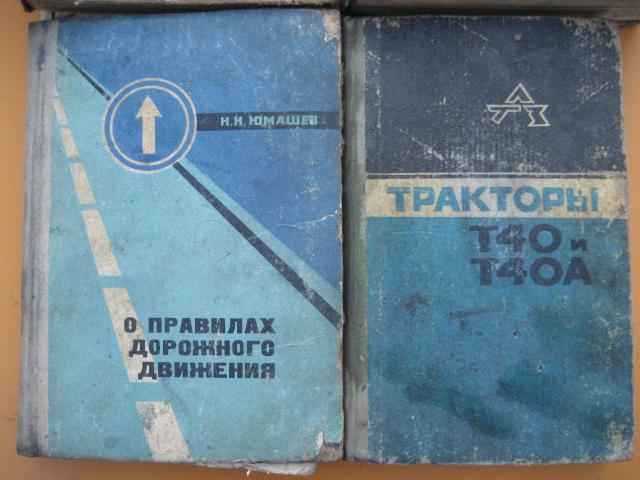 Н.Н. ЮМАШЕВ
О ПРАВИЛАХ
ДОРОЖНОГО
ДВИЖЕНИЯ
ТРАКТОРЫ
Т40 и
Т40А